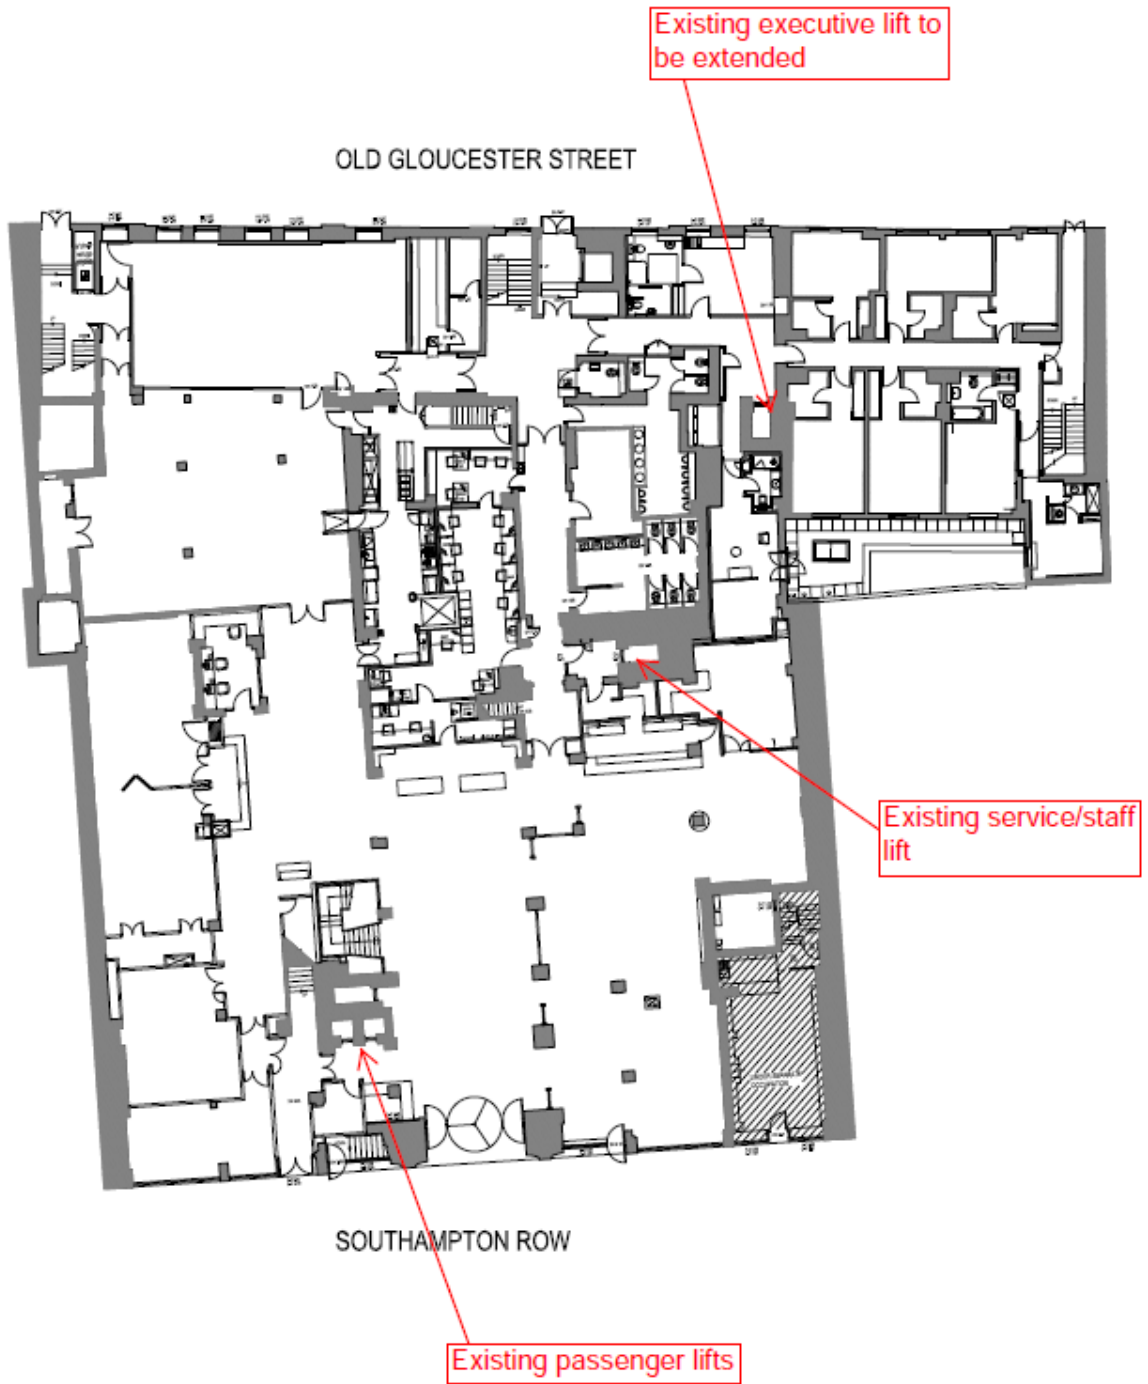 Existing executive lift to
be extended
OLD GLOUCESTER STREET
Existing service/staff
lift
SOUTHAMPTON ROW
Existing passenger lifts